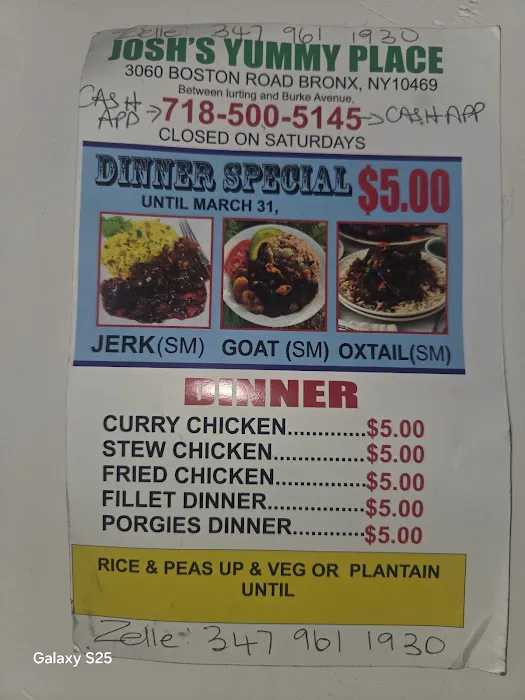 Zelle: 347 961 1930
JOSH'S YUMMY PLACE
3060 BOSTON ROAD BRONX, NY10469
Between lurting and Burke Avenue,
CASH APP → 718-500-5145 → CASH APP
CLOSED ON SATURDAYS
DINNER SPECIAL $5.00
UNTIL MARCH 31,
JERK(SM) GOAT (SM) OXTAIL(SM)
DINNER
CURRY CHICKEN.............$5.00
STEW CHICKEN...............$5.00
FRIED CHICKEN...............$5.00
FILLET DINNER................$5.00
PORGIES DINNER............$5.00
RICE & PEAS UP & VEG OR PLANTAIN
UNTIL
Zelle: 347 961 1930
Galaxy S25